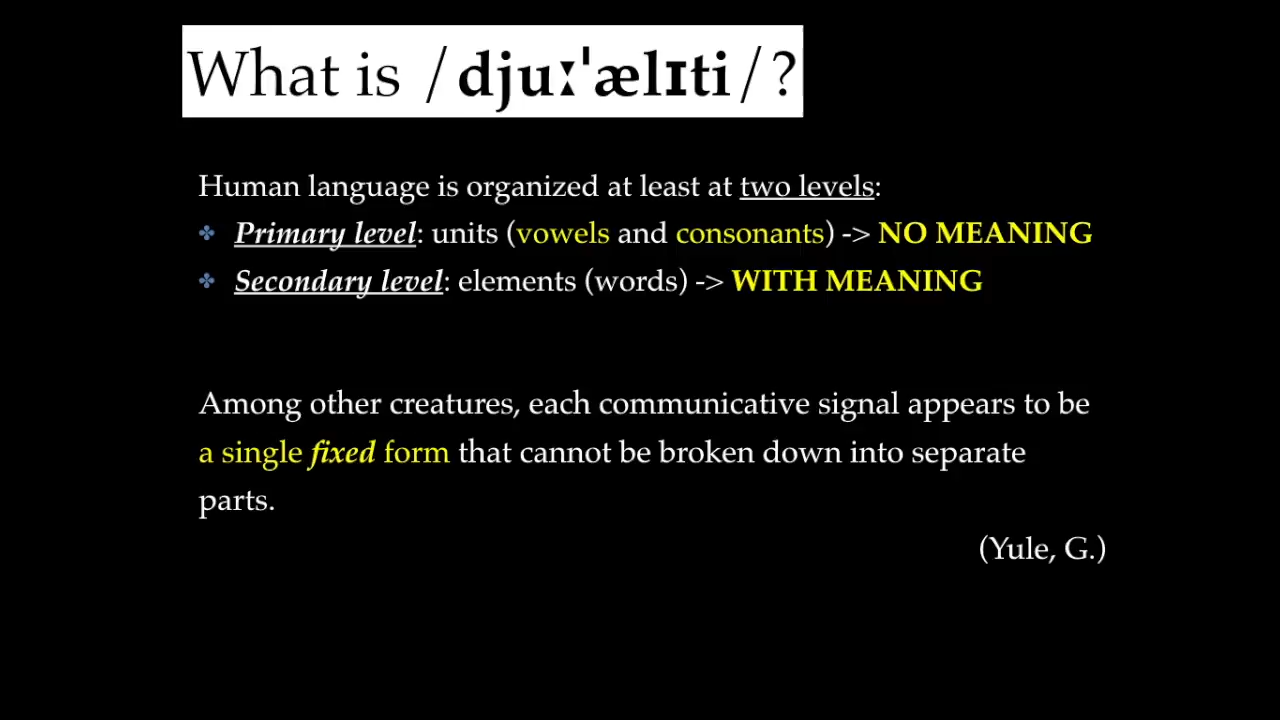 What is /djuːˈælɪti/?
Human language is organized at least at two levels:
✤ Primary level: units (vowels and consonants) -> NO MEANING
✤ Secondary level: elements (words) -> WITH MEANING
Among other creatures, each communicative signal appears to be
a single fixed form that cannot be broken down into separate
parts.
(Yule, G.)